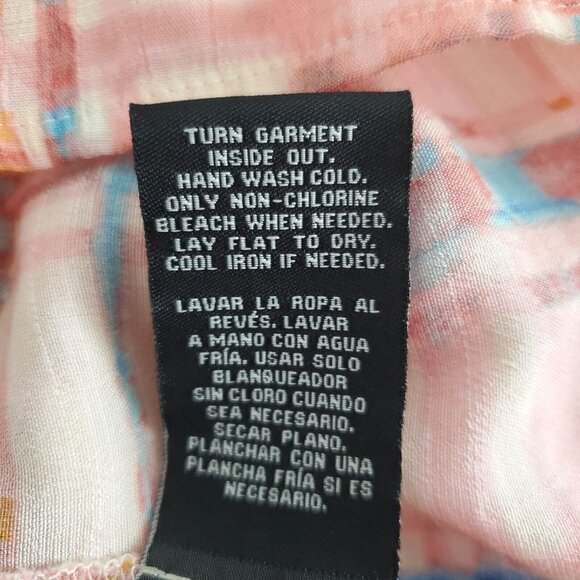 TURN GARMENT
INSIDE OUT.
HAND WASH COLD.
ONLY NON-CHLORINE
BLEACH WHEN NEEDED.
LAY FLAT TO DRY.
COOL IRON IF NEEDED.
LAVAR LA ROPA AL
REVÉS. LAVAR
A MANO CON AGUA
FRÍA. USAR SOLO
BLANQUEADOR
SIN CLORO CUANDO
SEA NECESARIO.
SECAR PLANO.
PLANCHAR CON UNA
PLANCHA FRÍA SI ES
NECESARIO.